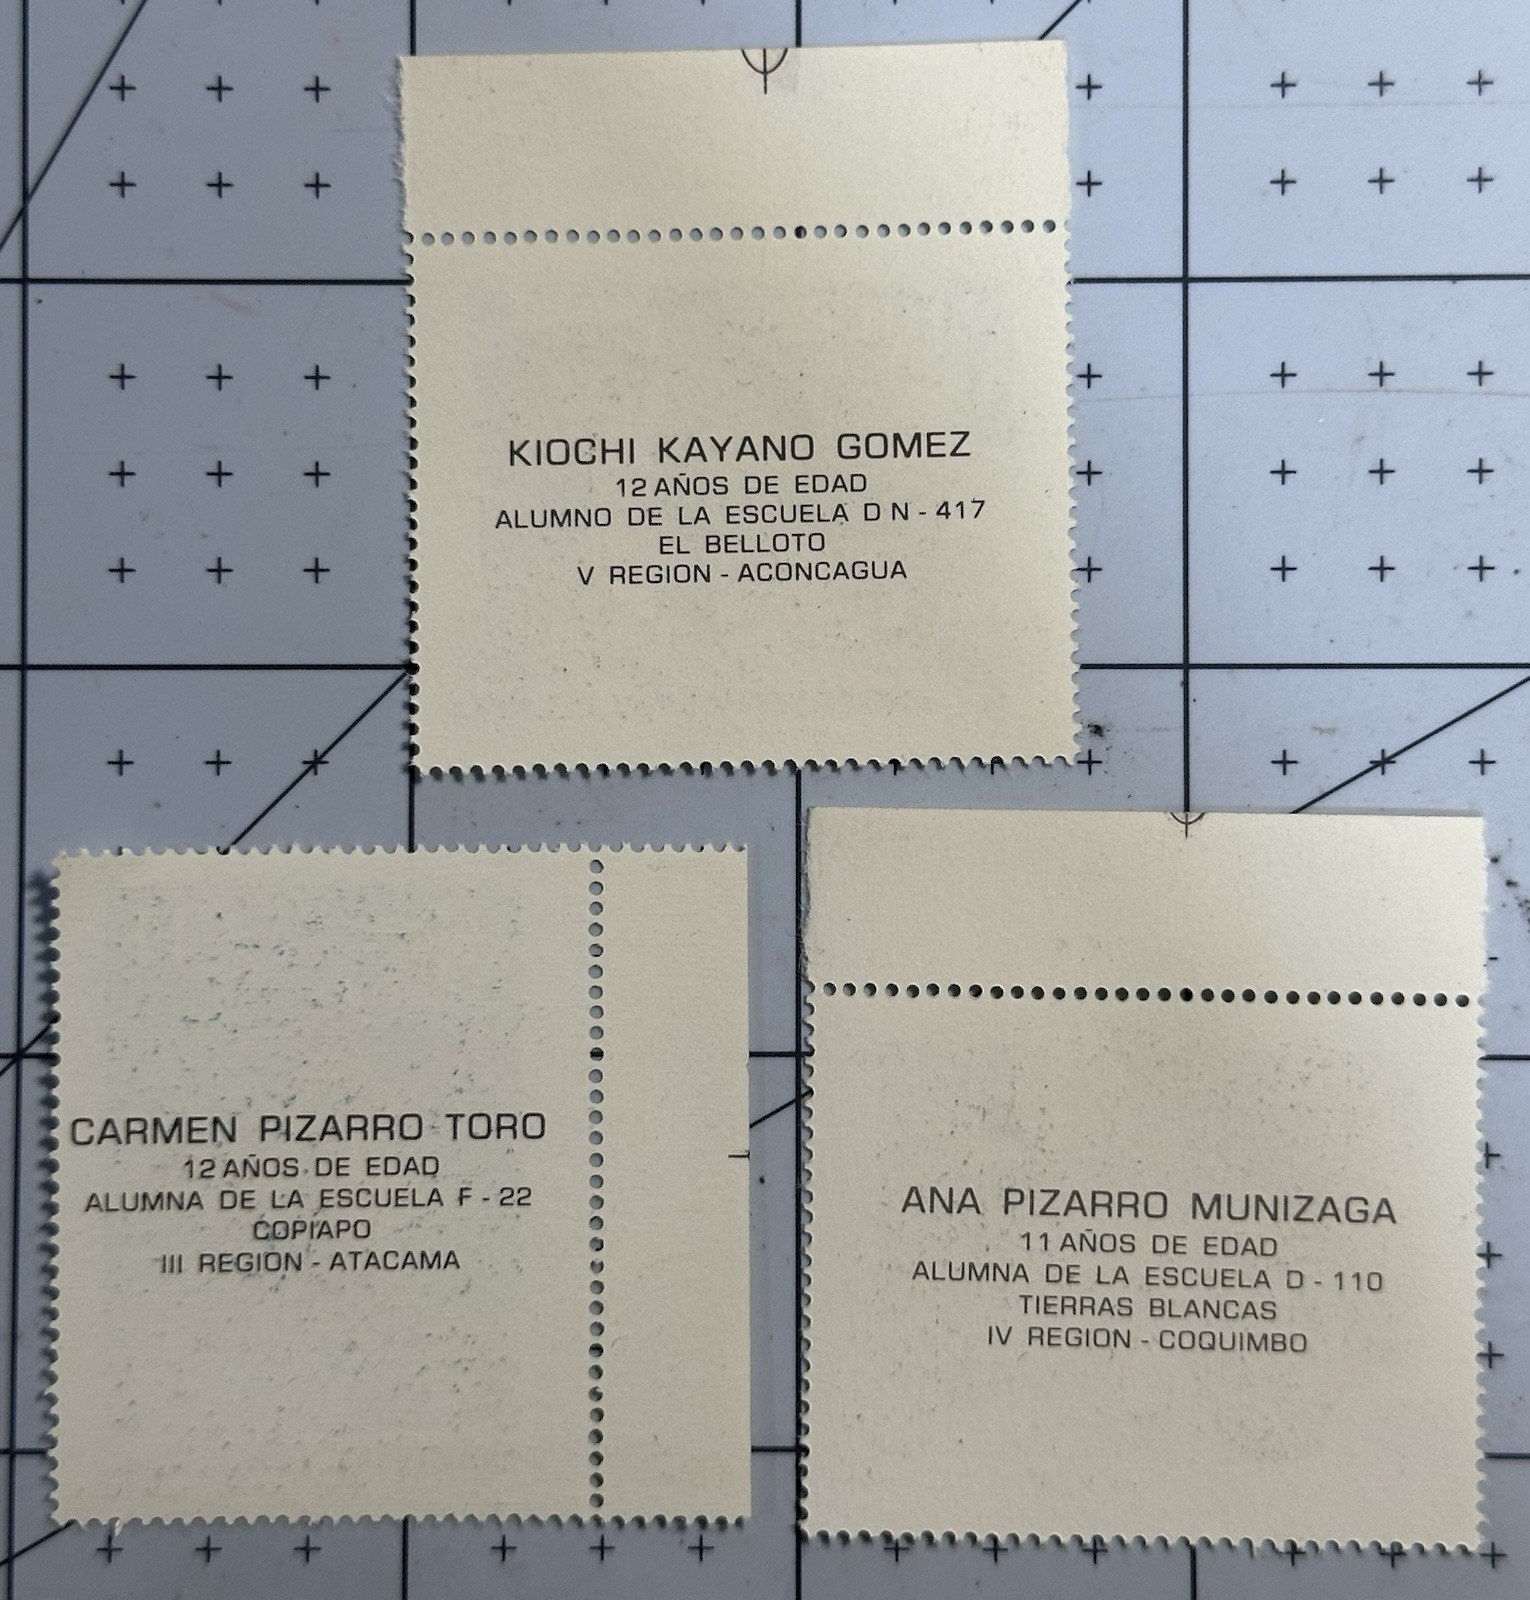 KIOCHI KAYANO GOMEZ
12 AÑOS DE EDAD
ALUMNO DE LA ESCUELA D N - 417
EL BELLOTO
V REGION - ACONCAGUA
CARMEN PIZARRO TORO
12 AÑOS DE EDAD
ALUMNA DE LA ESCUELA F - 22
COPIAPO
III REGION - ATACAMA
ANA PIZARRO MUNIZAGA
11 AÑOS DE EDAD
ALUMNA DE LA ESCUELA D - 110
TIERRAS BLANCAS
IV REGION - COQUIMBO